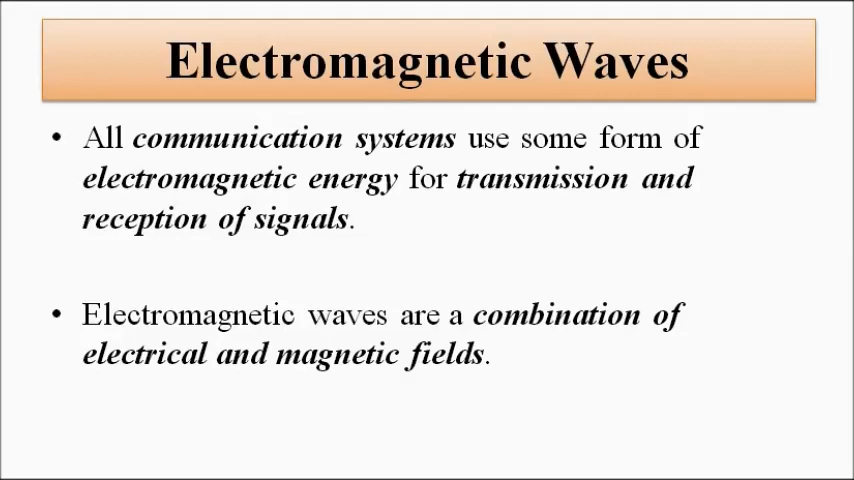 Electromagnetic Waves
• All communication systems use some form of
electromagnetic energy for transmission and
reception of signals.
• Electromagnetic waves are a combination of
electrical and magnetic fields.